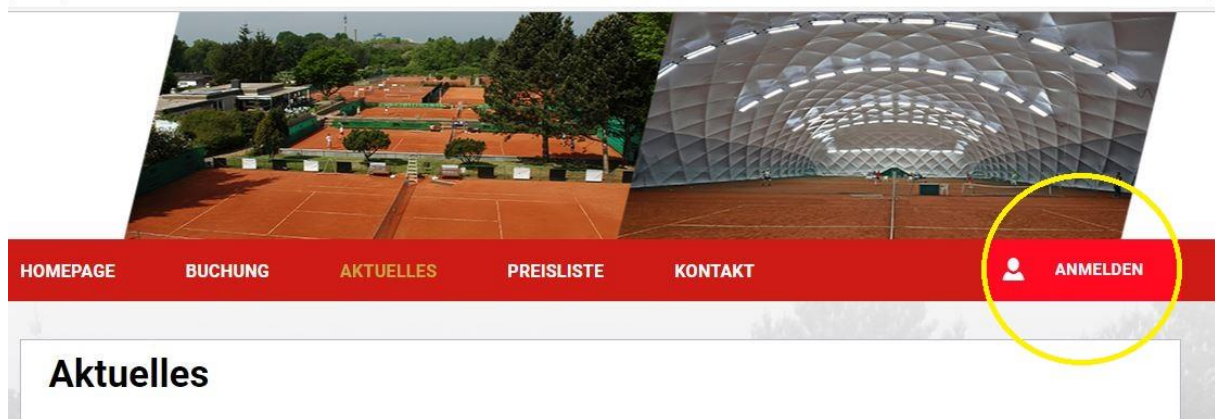 HOMEPAGE BUCHUNG AKTUELLES PREISLISTE KONTAKT ANMELDEN
Aktuelles